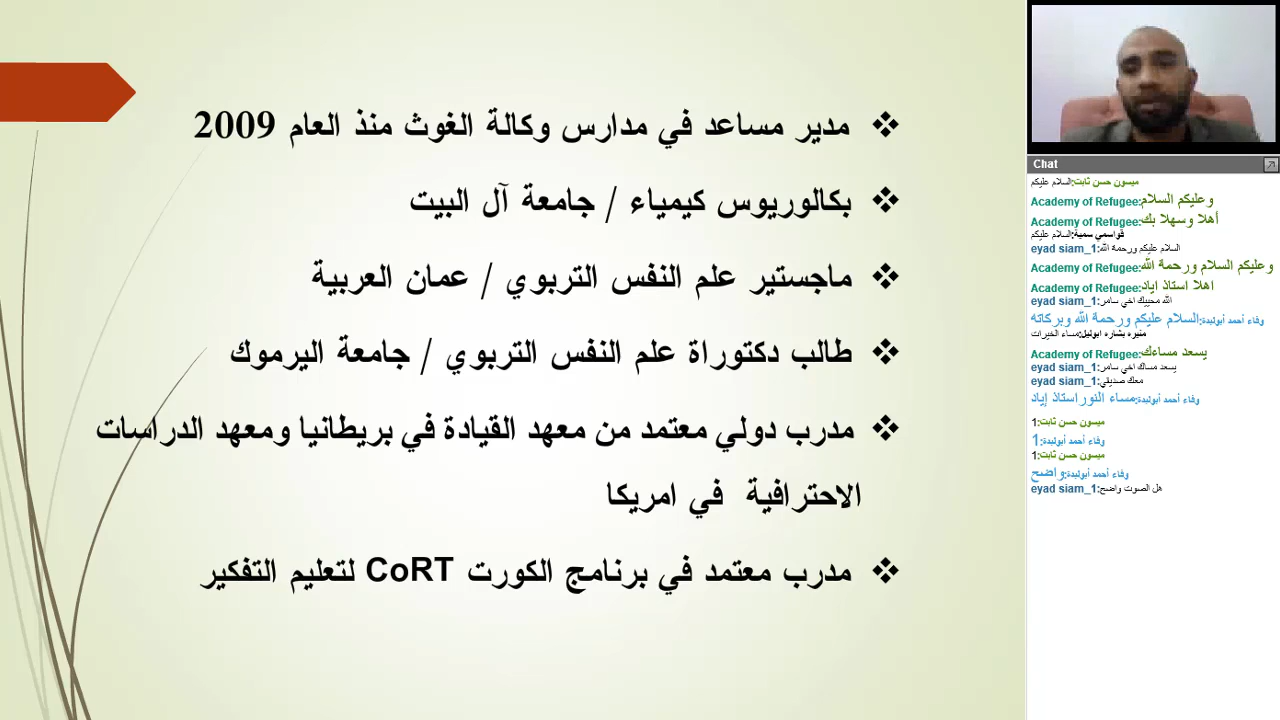 ❖ مدير مساعد في مدارس وكالة الغوث منذ العام 2009
❖ بكالوريوس كيمياء / جامعة آل البيت
❖ ماجستير علم النفس التربوي / عمان العربية
❖ طالب دكتوراة علم النفس التربوي / جامعة اليرموك
❖ مدرب دولي معتمد من معهد القيادة في بريطانيا ومعهد الدراسات
الاحترافية في امريكا
❖ مدرب معتمد في برنامج الكورت CoRT لتعليم التفكير
Chat
ميسون حسن ثابت:السلام عليكم
Academy of Refugee:وعليكم السلام
Academy of Refugee:أهلا وسهلا بك
قواسمي سمية:السلام عليكم
eyad siam_1:السلام عليكم ورحمة الله
Academy of Refugee:وعليكم السلام ورحمة الله
Academy of Refugee:اهلا استاذ اياد
eyad siam_1:الله محييك اخي سامر
وفاء أحمد أبولبدة:السلام عليكم ورحمة الله وبركاته
منيره بشاره ابوليل:مساء الخيرات
Academy of Refugee:يسعد مساءك
eyad siam_1:يسعد مساك اخي سامر
eyad siam_1:معك صديقي
وفاء أحمد أبولبدة:مساء النور استاذ إياد
ميسون حسن ثابت:1
وفاء أحمد أبولبدة:1
ميسون حسن ثابت:1
وفاء أحمد أبولبدة:واضح
eyad siam_1:هل الصوت واضح